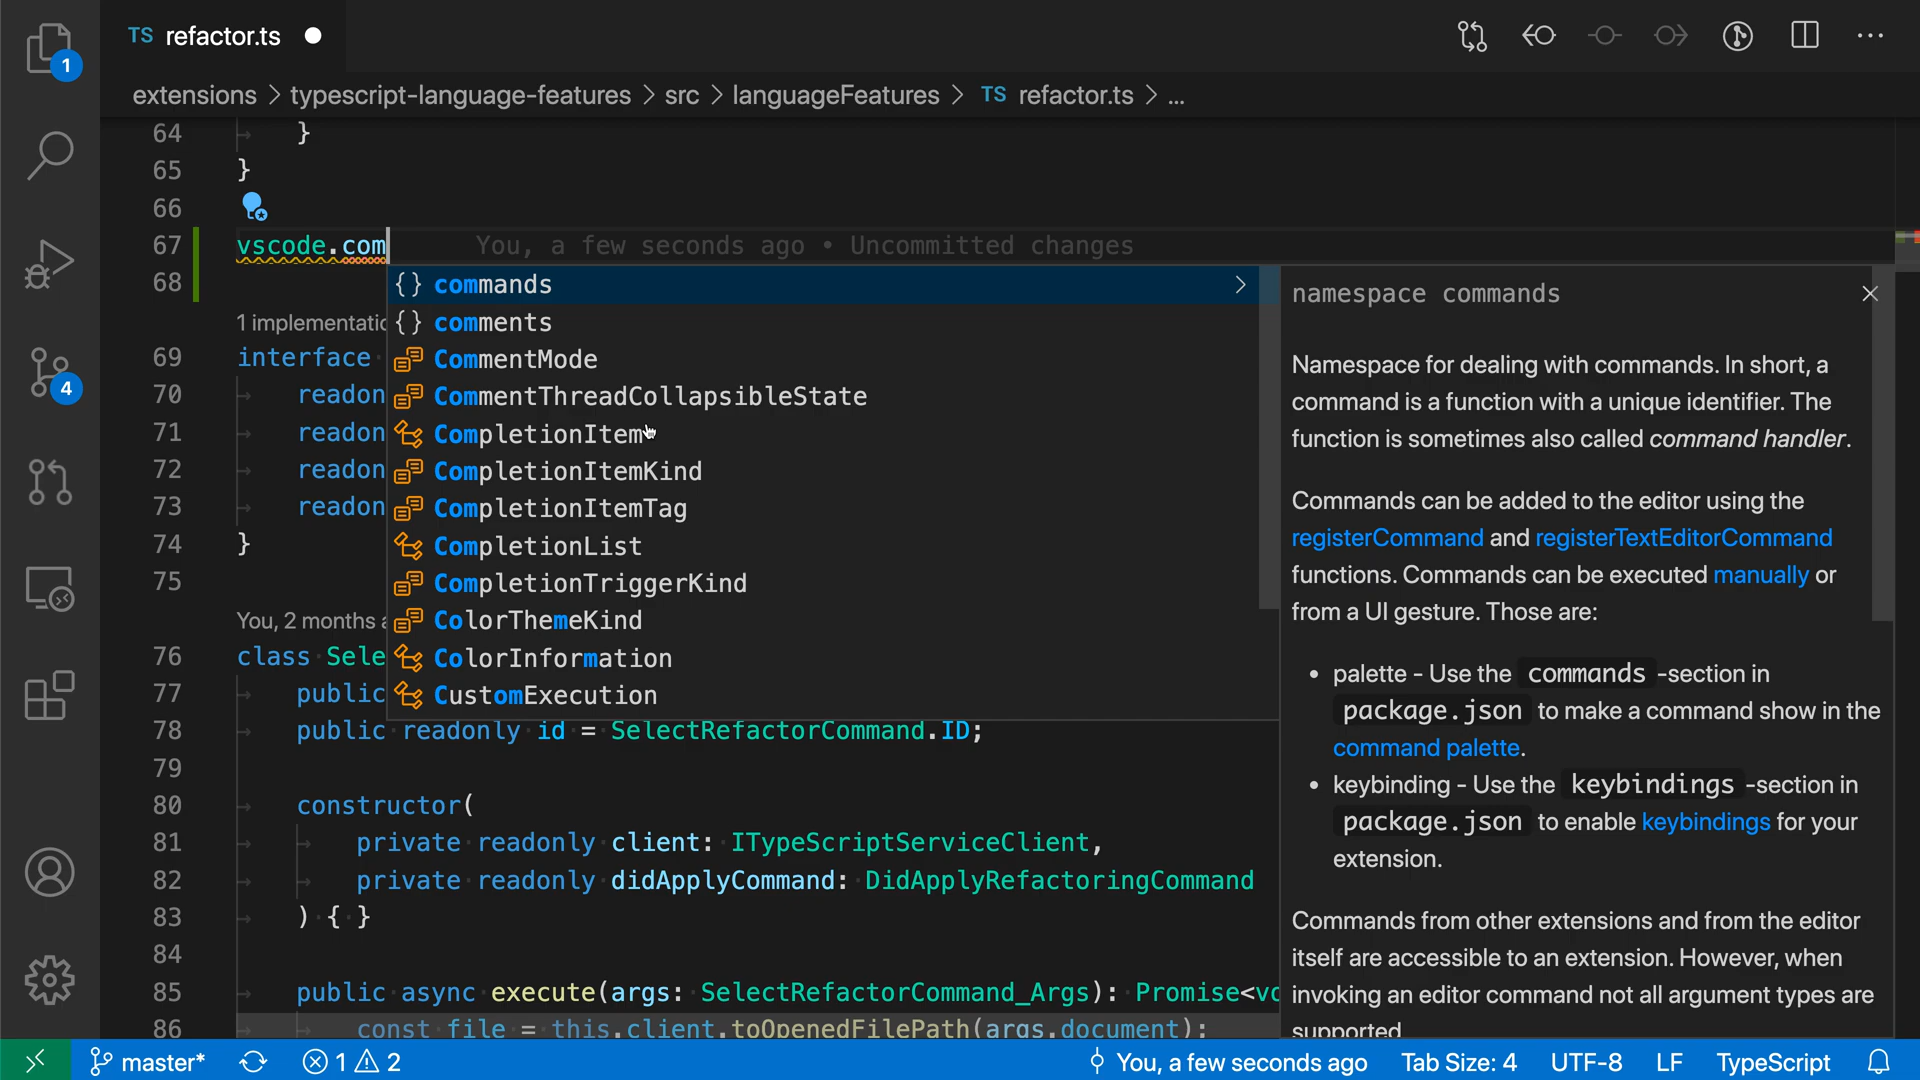 TS refactor.ts
1
extensions > typescript-language-features > src > languageFeatures > TS refactor.ts > ...
64 }
65 }
66
67 vscode.com You, a few seconds ago • Uncommitted changes
68
{} commands
{} comments
CommentMode
CommentThreadCollapsibleState
CompletionItem
CompletionItemKind
CompletionItemTag
CompletionList
CompletionTriggerKind
ColorThemeKind
ColorInformation
CustomExecution
1 implementatio
69 interface
70 readon
71 readon
72 readon
73 readon
74 }
75
You, 2 months a
76 class Sele
77 public
78 public readonly id = SelectRefactorCommand.ID;
79
80 constructor(
81 private readonly client: ITypeScriptServiceClient,
82 private readonly didApplyCommand: DidApplyRefactoringCommand
83 ) { }
84
85 public async execute(args: SelectRefactorCommand_Args): Promise<vo
86 const file = this.client.toOpenedFilePath(args.document);
namespace commands
Namespace for dealing with commands. In short, a
command is a function with a unique identifier. The
function is sometimes also called command handler.
Commands can be added to the editor using the
registerCommand and registerTextEditorCommand
functions. Commands can be executed manually or
from a UI gesture. Those are:
• palette - Use the commands -section in
package.json to make a command show in the
command palette.
• keybinding - Use the keybindings -section in
package.json to enable keybindings for your
extension.
Commands from other extensions and from the editor
itself are accessible to an extension. However, when
invoking an editor command not all argument types are
supported
4
master* 1 2 You, a few seconds ago Tab Size: 4 UTF-8 LF TypeScript